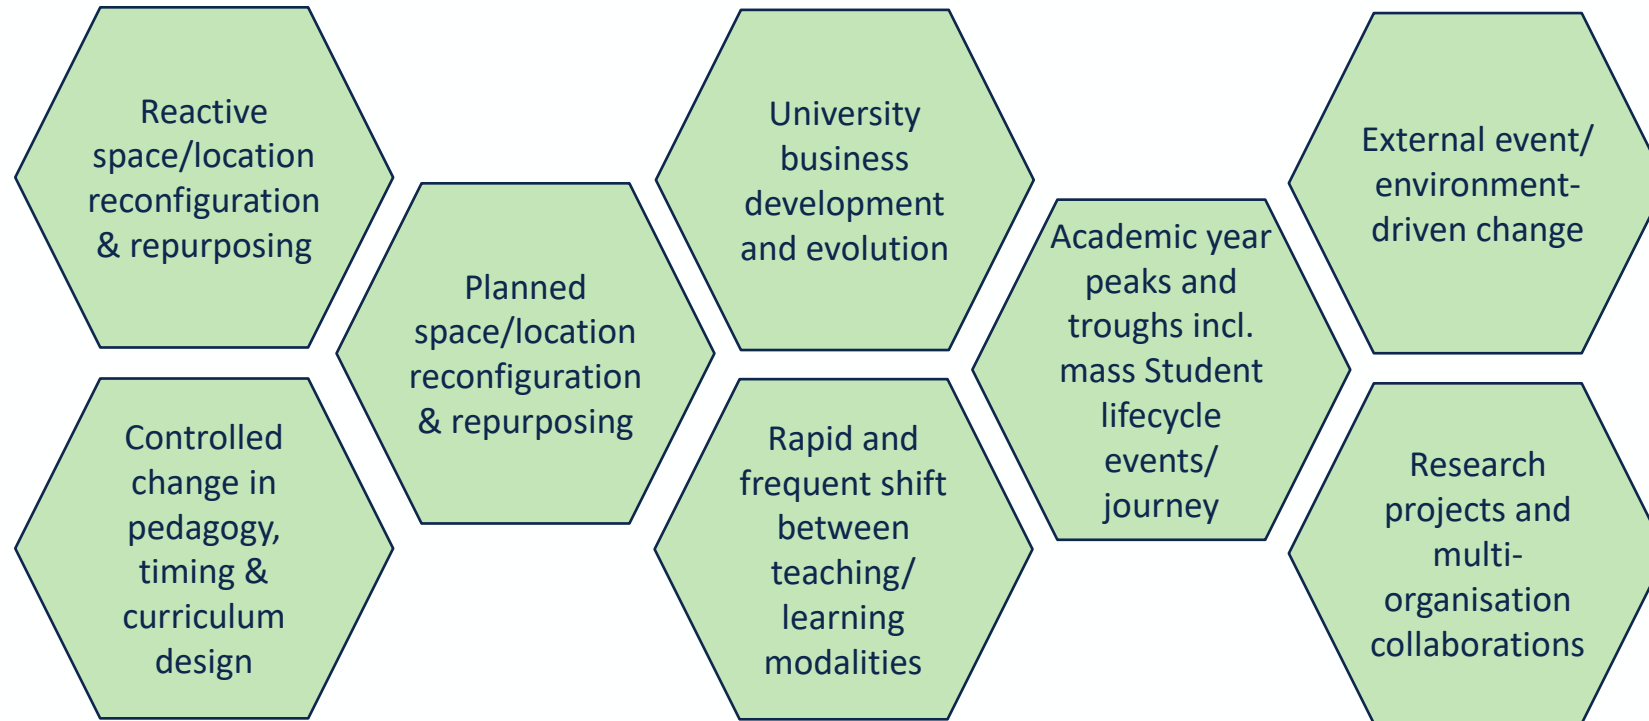 Reactive
space/location
reconfiguration
& repurposing
Controlled
change in
pedagogy,
timing &
curriculum
design
Planned
space/location
reconfiguration
& repurposing
University
business
development
and evolution
Rapid and
frequent shift
between
teaching/
learning
modalities
Academic year
peaks and
troughs incl.
mass Student
lifecycle
events/
journey
External event/
environment-
driven change
Research
projects and
multi-
organisation
collaborations